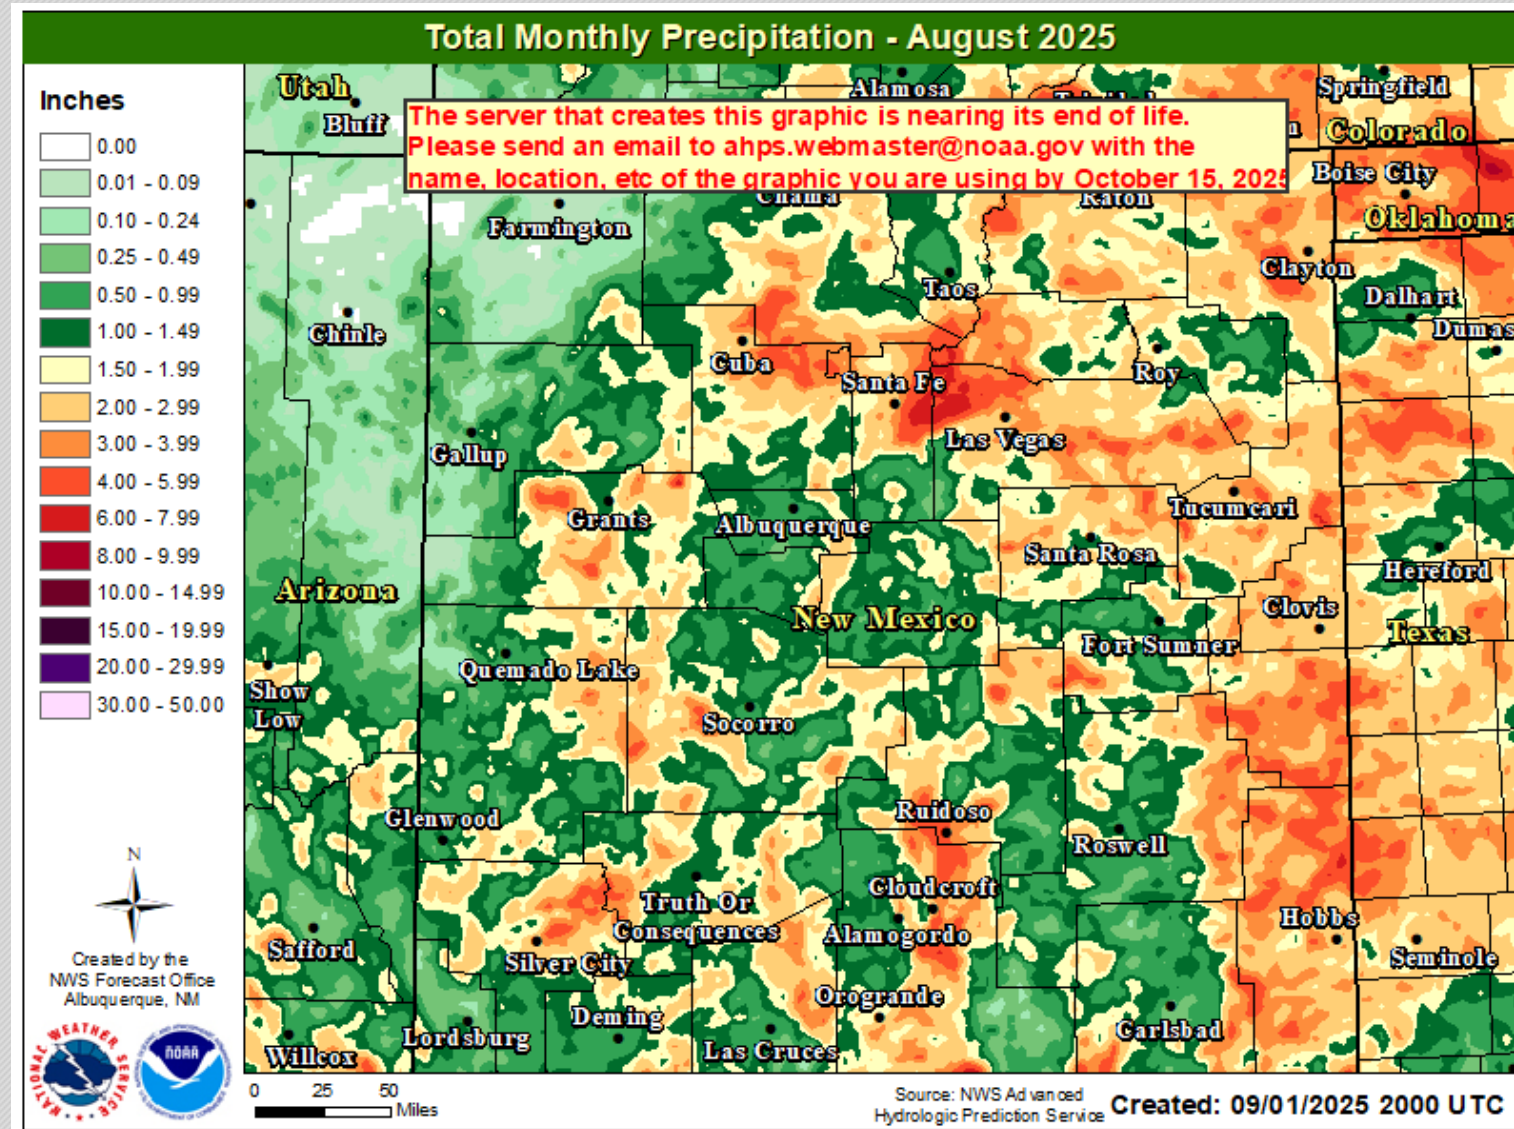 Total Monthly Precipitation - August 2025
Inches
0.00
0.01 - 0.09
0.10 - 0.24
0.25 - 0.49
0.50 - 0.99
1.00 - 1.49
1.50 - 1.99
2.00 - 2.99
3.00 - 3.99
4.00 - 5.99
6.00 - 7.99
8.00 - 9.99
10.00 - 14.99
15.00 - 19.99
20.00 - 29.99
30.00 - 50.00
The server that creates this graphic is nearing its end of life.
Please send an email to ahps.webmaster@noaa.gov with the
name, location, etc of the graphic you are using by October 15, 2025
Utah
Bluff
Alamosa
Springfield
Colorado
Boise City
Oklahoma
Farmington
Chama
Raton
Clayton
Taos
Dalhart
Dumas
Chinle
Cuba
Santa Fe
Roy
Gallup
Las Vegas
Grants
Albuquerque
Tucumcari
Santa Rosa
Hereford
Arizona
New Mexico
Clovis
Texas
Fort Sumner
Quemado Lake
Show
Low
Socorro
Glenwood
Ruidoso
Roswell
Truth Or
Consequences
Cloudcroft
Alamogordo
Hobbs
Safford
Silver City
Seminole
Orogrande
Lordsburg
Deming
Las Cruces
Carlsbad
Willcox
N
Created by the
NWS Forecast Office
Albuquerque, NM
NATIONAL WEATHER SERVICE
NOAA
0 25 50
Miles
Source: NWS Advanced
Hydrologic Prediction Service
Created: 09/01/2025 2000 UTC